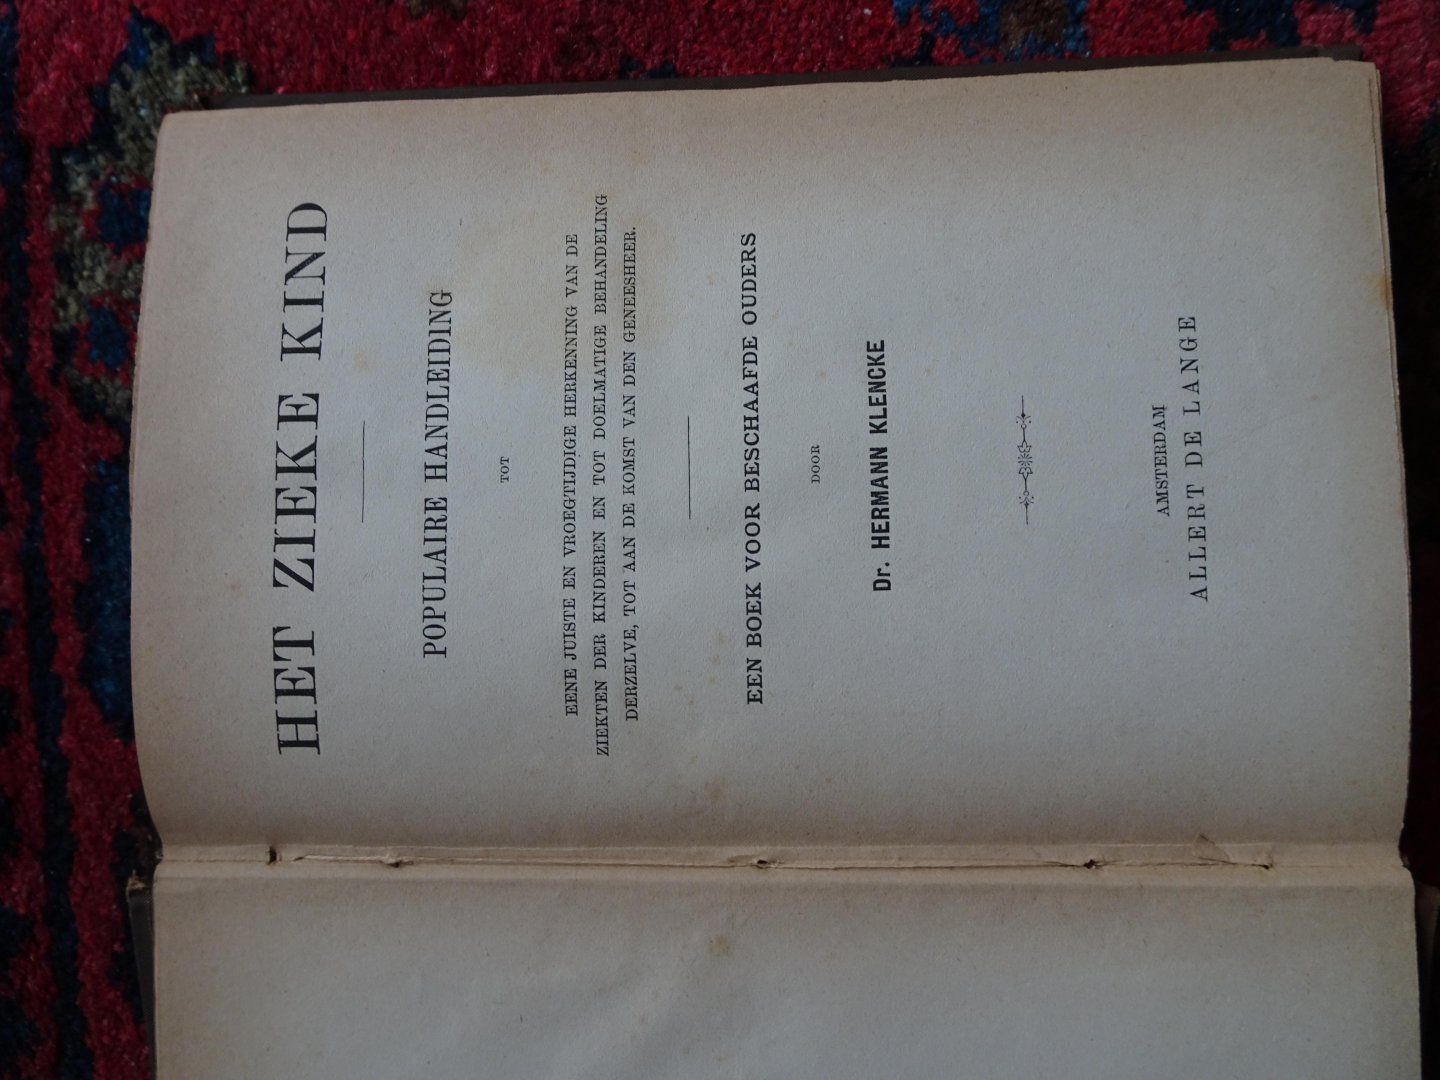 HET ZIEKE KIND
POPULAIRE HANDLEIDING
TOT
EENE JUISTE EN VROEGTIJDIGE HERKENNING VAN DE
ZIEKTEN DER KINDEREN EN TOT DOELMATIGE BEHANDELING
DERZELVE, TOT AAN DE KOMST VAN DEN GENEESHEER.
EEN BOEK VOOR BESCHAAFDE OUDERS
DOOR
Dr. HERMANN KLENCKE
AMSTERDAM
ALLERT DE LANGE